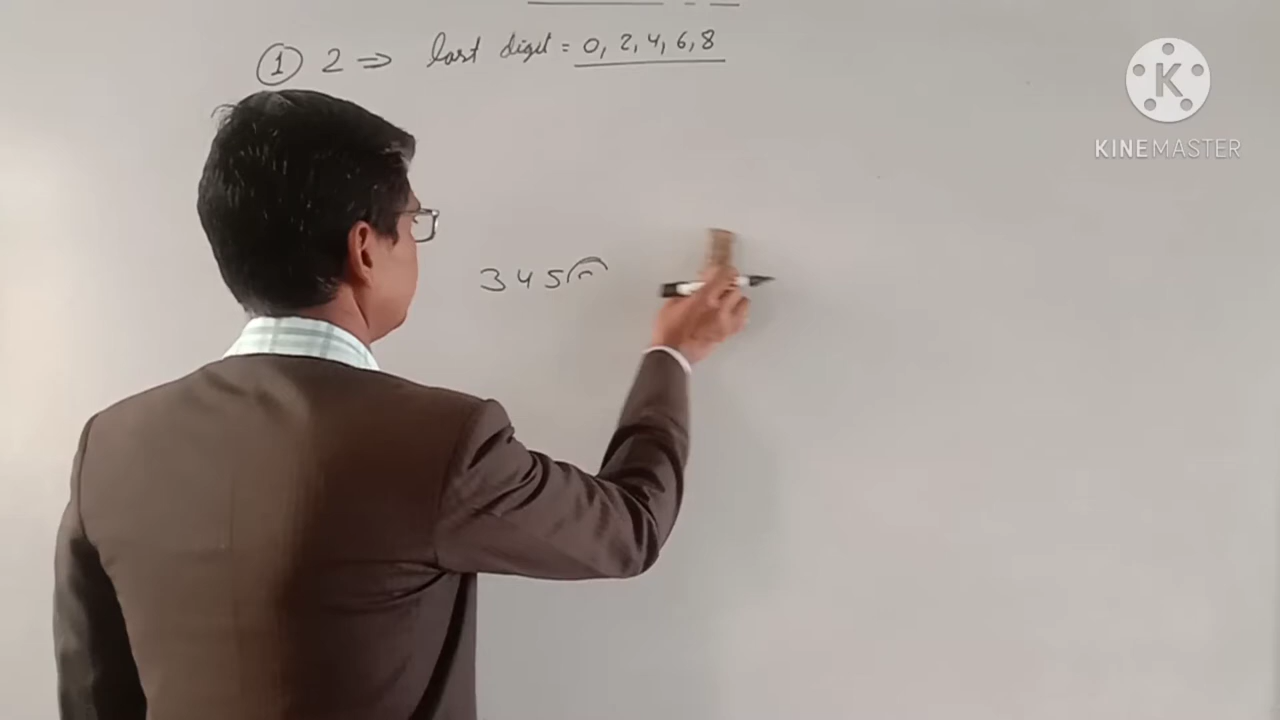 ① 2 ⇒ last digit = 0, 2, 4, 6, 8
KINEMASTER
345